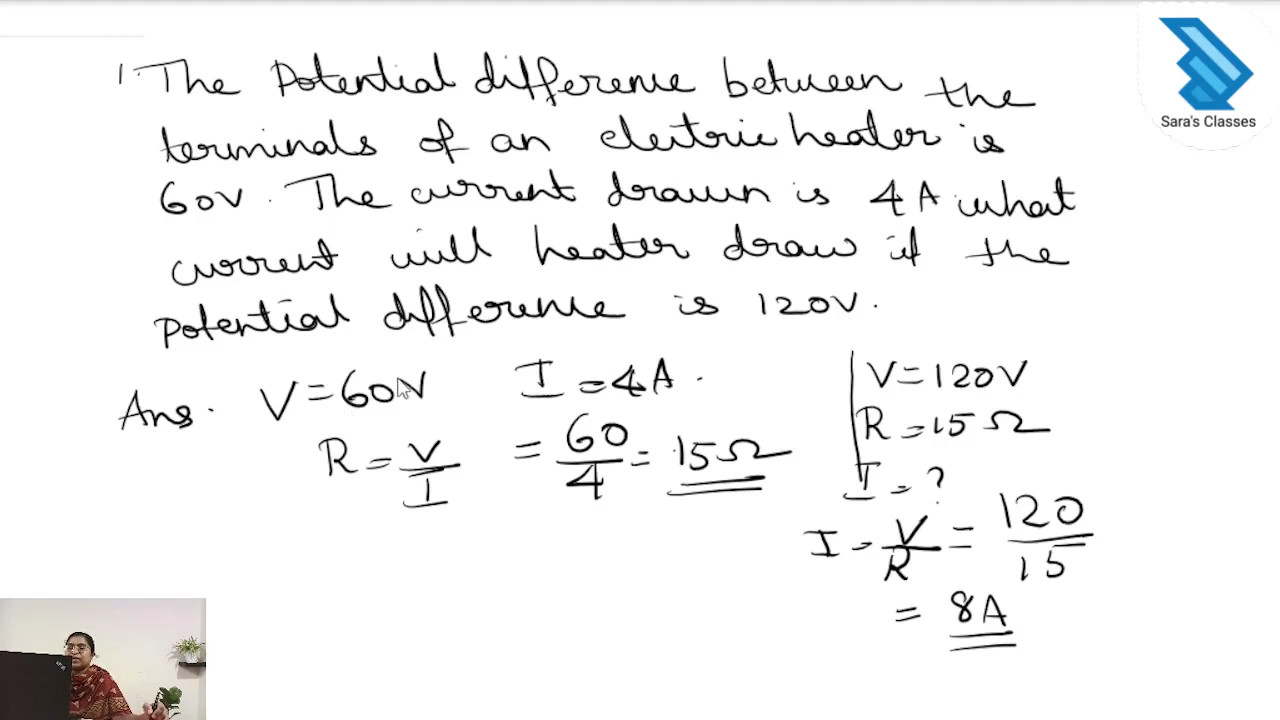 Sara's Classes
1. The Potential difference between the
terminals of an electric heater is
60V. The current drawn is 4A what
current will heater draw if the
potential difference is 120V.
Ans. V=60V I=4A.
R=V/I = 60/4 = 15Ω
V=120V
R=15Ω
I=?
I=V/R = 120/15
= 8A